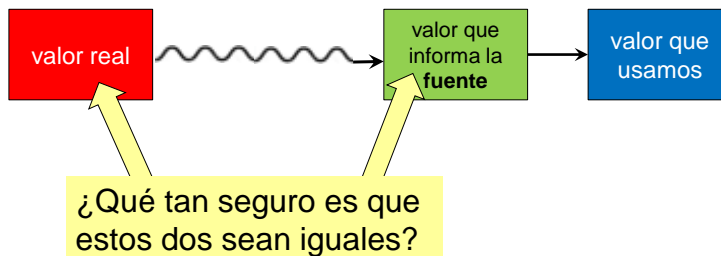 valor real
valor que
informa la
fuente
valor que
usamos
¿Qué tan seguro es que
estos dos sean iguales?